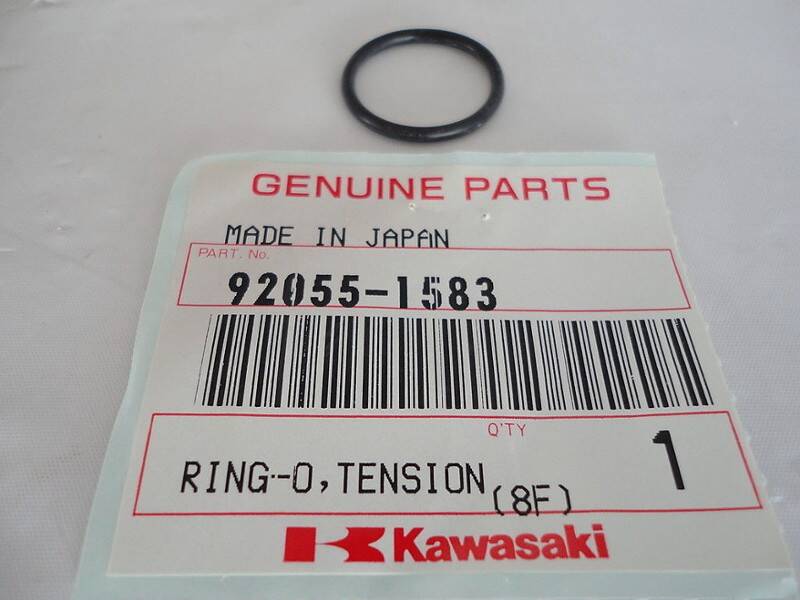 GENUINE PARTS
MADE IN JAPAN
PART. No.
92055-1583
Q'TY
RING-O, TENSION (8F) 1
Kawasaki